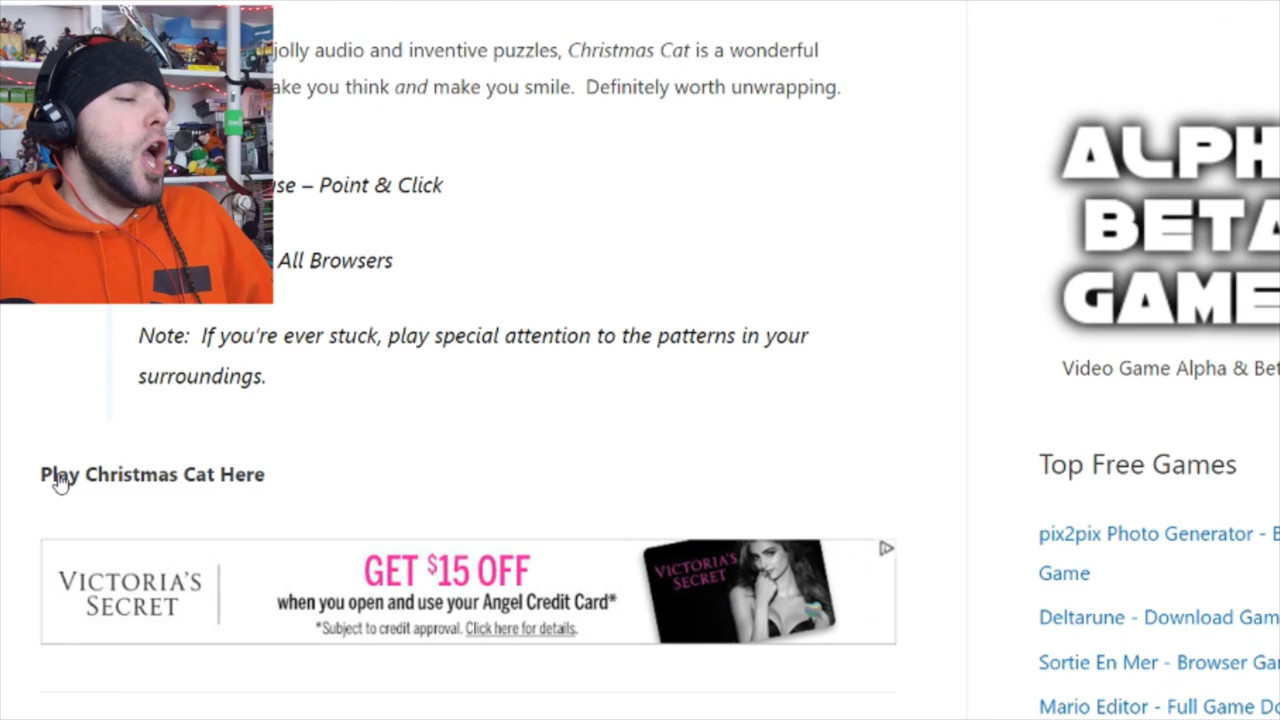 jolly audio and inventive puzzles, Christmas Cat is a wonderful
ake you think and make you smile. Definitely worth unwrapping.
se – Point & Click
All Browsers
Note: If you're ever stuck, play special attention to the patterns in your
surroundings.
Play Christmas Cat Here
VICTORIA'S
SECRET
GET $15 OFF
when you open and use your Angel Credit Card*
*Subject to credit approval. Click here for details.
VICTORIA'S
SECRET
ALPH
BETA
GAME
Video Game Alpha & Bet
Top Free Games
pix2pix Photo Generator - B
Game
Deltarune - Download Gam
Sortie En Mer - Browser Ga
Mario Editor - Full Game Do